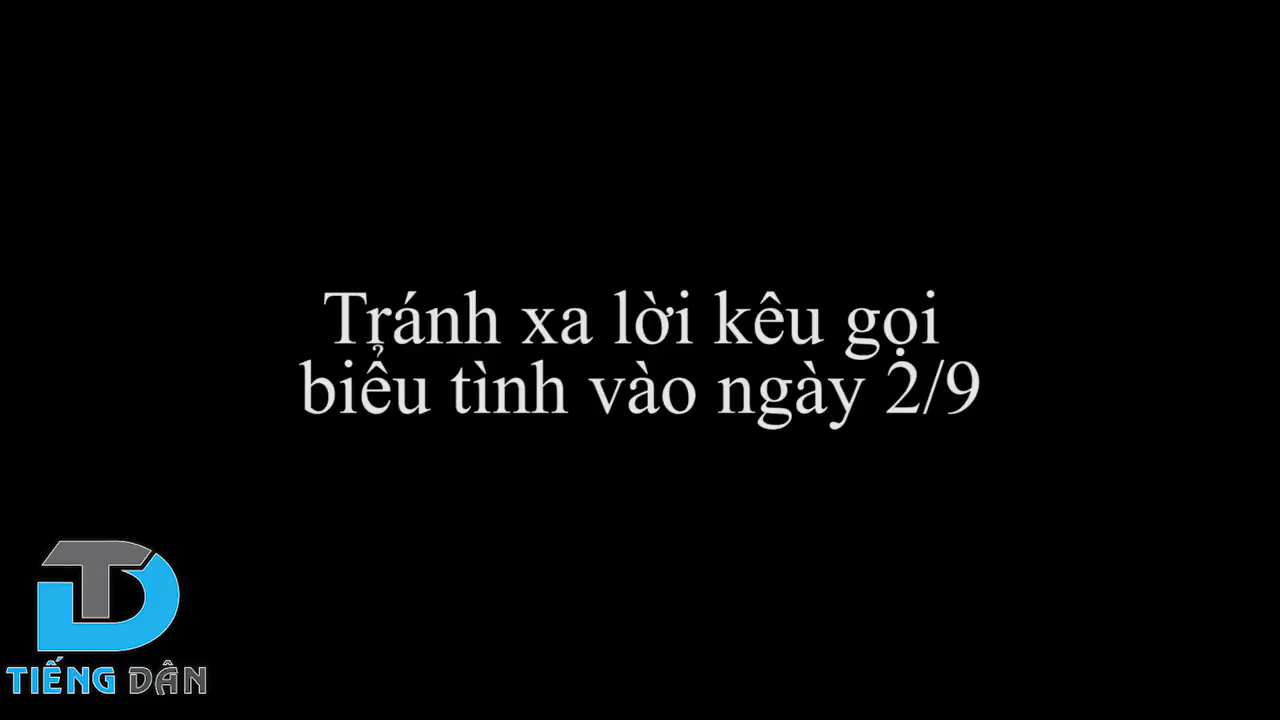 Tránh xa lời kêu gọi
biểu tình vào ngày 2/9
TIẾNG DÂN